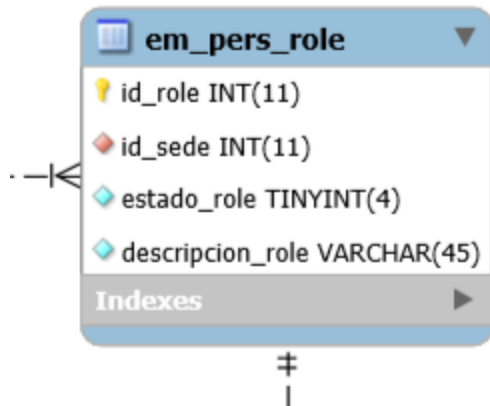 em_pers_role
id_role INT(11)
id_sede INT(11)
estado_role TINYINT(4)
descripcion_role VARCHAR(45)
Indexes